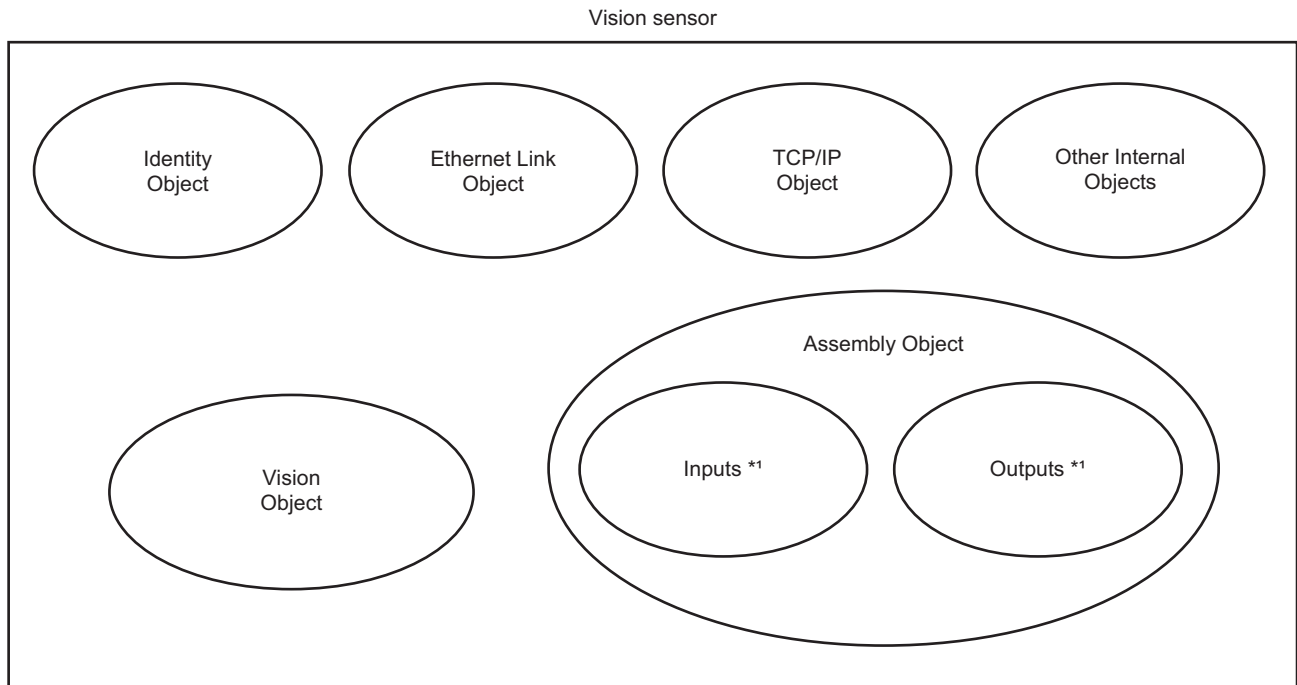 Vision sensor
Identity
Object
Ethernet Link
Object
TCP/IP
Object
Other Internal
Objects
Assembly Object
Vision
Object
Inputs *¹
Outputs *¹